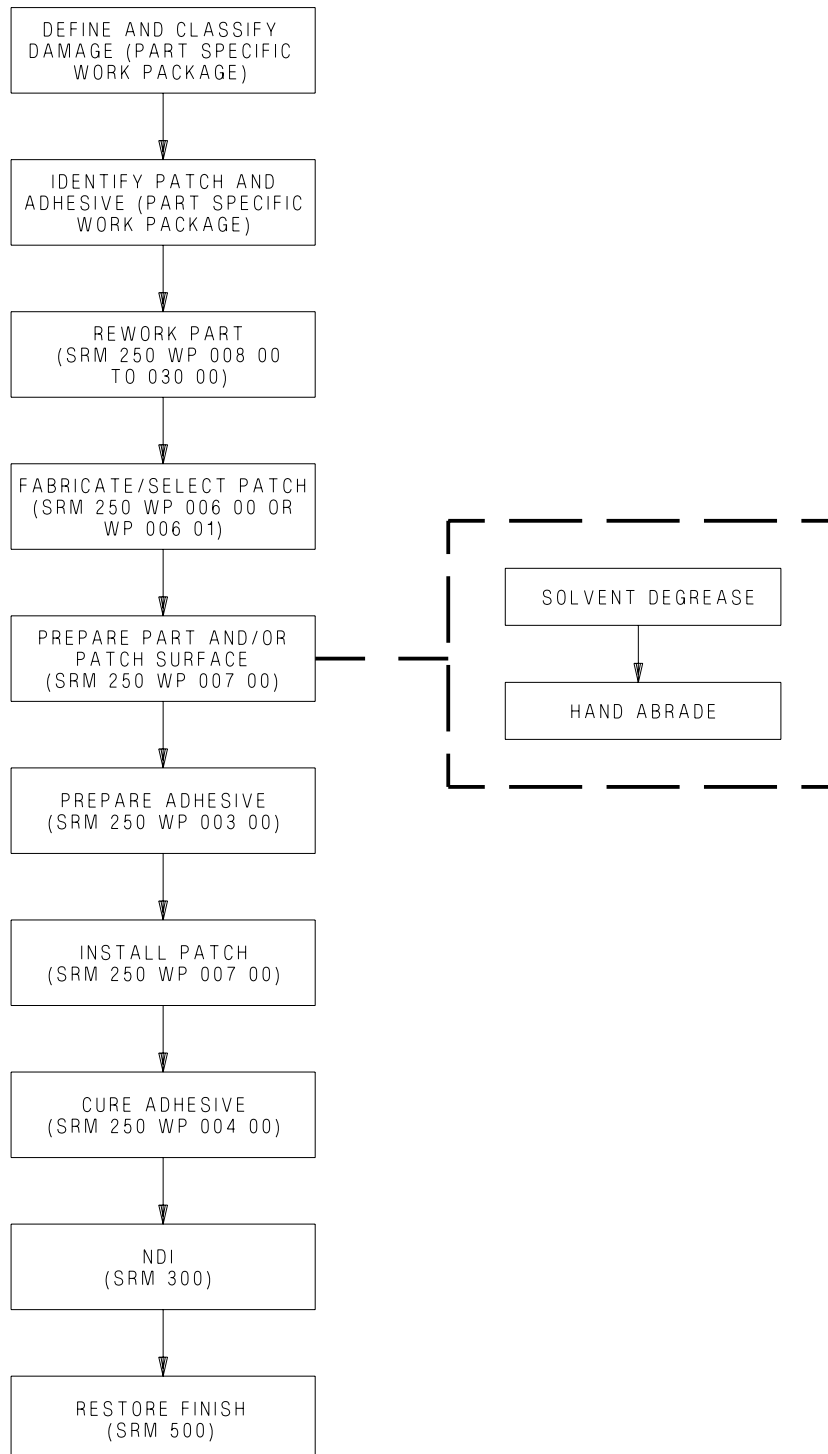 DEFINE AND CLASSIFY
DAMAGE (PART SPECIFIC
WORK PACKAGE)
IDENTIFY PATCH AND
ADHESIVE (PART SPECIFIC
WORK PACKAGE)
REWORK PART
(SRM 250 WP 008 00
TO 030 00)
FABRICATE/SELECT PATCH
(SRM 250 WP 006 00 OR
WP 006 01)
PREPARE PART AND/OR
PATCH SURFACE
(SRM 250 WP 007 00)
SOLVENT DEGREASE
HAND ABRADE
PREPARE ADHESIVE
(SRM 250 WP 003 00)
INSTALL PATCH
(SRM 250 WP 007 00)
CURE ADHESIVE
(SRM 250 WP 004 00)
NDI
(SRM 300)
RESTORE FINISH
(SRM 500)